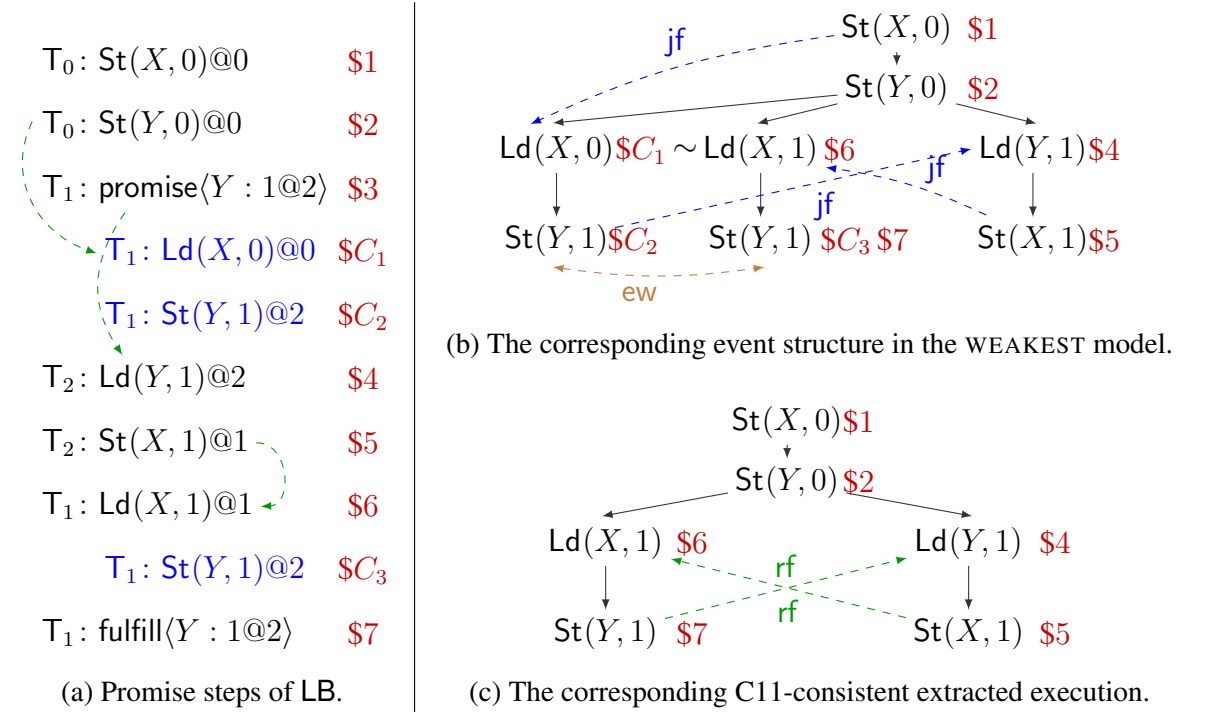 T₀: St(X, 0)@0 $1
T₀: St(Y, 0)@0 $2
T₁: promise⟨Y : 1@2⟩ $3
T₁: Ld(X, 0)@0 $C₁
T₁: St(Y, 1)@2 $C₂
T₂: Ld(Y, 1)@2 $4
T₂: St(X, 1)@1 $5
T₁: Ld(X, 1)@1 $6
T₁: St(Y, 1)@2 $C₃
T₁: fulfill⟨Y : 1@2⟩ $7
(a) Promise steps of LB.
St(X, 0) $1
jf
St(Y, 0) $2
Ld(X, 0)$C₁ ∼ Ld(X, 1) $6 Ld(Y, 1)$4
jf
jf
St(Y, 1)$C₂ St(Y, 1) $C₃ $7 St(X, 1)$5
ew
(b) The corresponding event structure in the WEAKEST model.
St(X, 0)$1
St(Y, 0)$2
Ld(X, 1) $6 Ld(Y, 1) $4
rf
rf
St(Y, 1) $7 St(X, 1) $5
(c) The corresponding C11-consistent extracted execution.